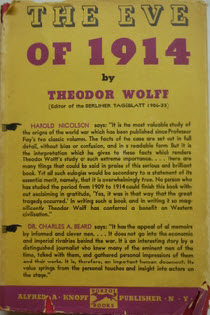 THE EVE
OF 1914
by
THEODOR WOLFF
(Editor of the BERLINER TAGEBLATT 1906-33)
HAROLD NICOLSON says: "It is the most valuable study of
the origins of the world war which has been published since Professor
Fay's two classic volumes. The facts of the case are set out in full
detail, without bias or confusion, and in a readable form. But it is
the interpretation which he gives to these facts which renders
Theodor Wolff's study of such extreme importance. . . . There are
many things that could be said in praise of this serious and brilliant
book. Yet all such eulogies would be secondary to a statement of its
essential merit, namely, that it is overwhelmingly true. No person who
has studied the period from 1909 to 1914 could finish this book with-
out exclaiming in gratitude, 'Yes, it was in that way that the great
tragedy occurred.' In writing such a book and in writing it so mag-
nificently Theodor Wolff has conferred a benefit on Western
civilisation."
DR. CHARLES A. BEARD says: "It has the appeal of all memoirs
by informed and clever men. . . . It does not go into the economic
and imperial rivalries behind the war. It is an interesting story by a
distinguished journalist who knew many of the eminent men of the
time, talked with them, and gathered personal impressions of them
and their works. It is, therefore, an important human document. Its
value springs from the personal touches and insight into actors on
the stage."
ALFRED · A · KNOPF
BORZOI
BOOKS
PUBLISHER · N · Y ·